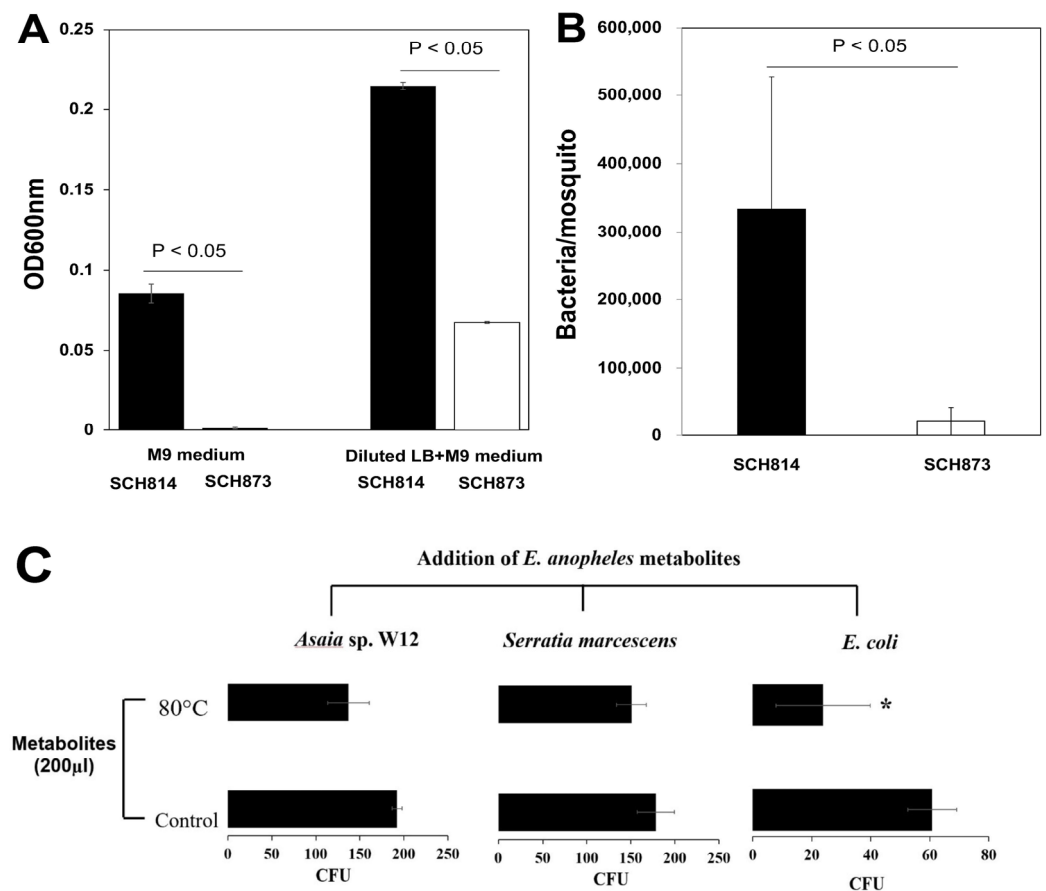 A
0.25
0.2
0.15
0.1
0.05
0
OD600nm
P < 0.05
P < 0.05
M9 medium
Diluted LB+M9 medium
SCH814
SCH873
SCH814
SCH873
B
600,000
500,000
400,000
300,000
200,000
100,000
0
Bacteria/mosquito
P < 0.05
SCH814
SCH873
C
Addition of E. anopheles metabolites
Asaia sp. W12
Serratia marcescens
E. coli
Metabolites
(200µl)
80°C
*
Control
0 50 100 150 200 250
CFU
0 50 100 150 200 250
CFU
0 20 40 60 80
CFU